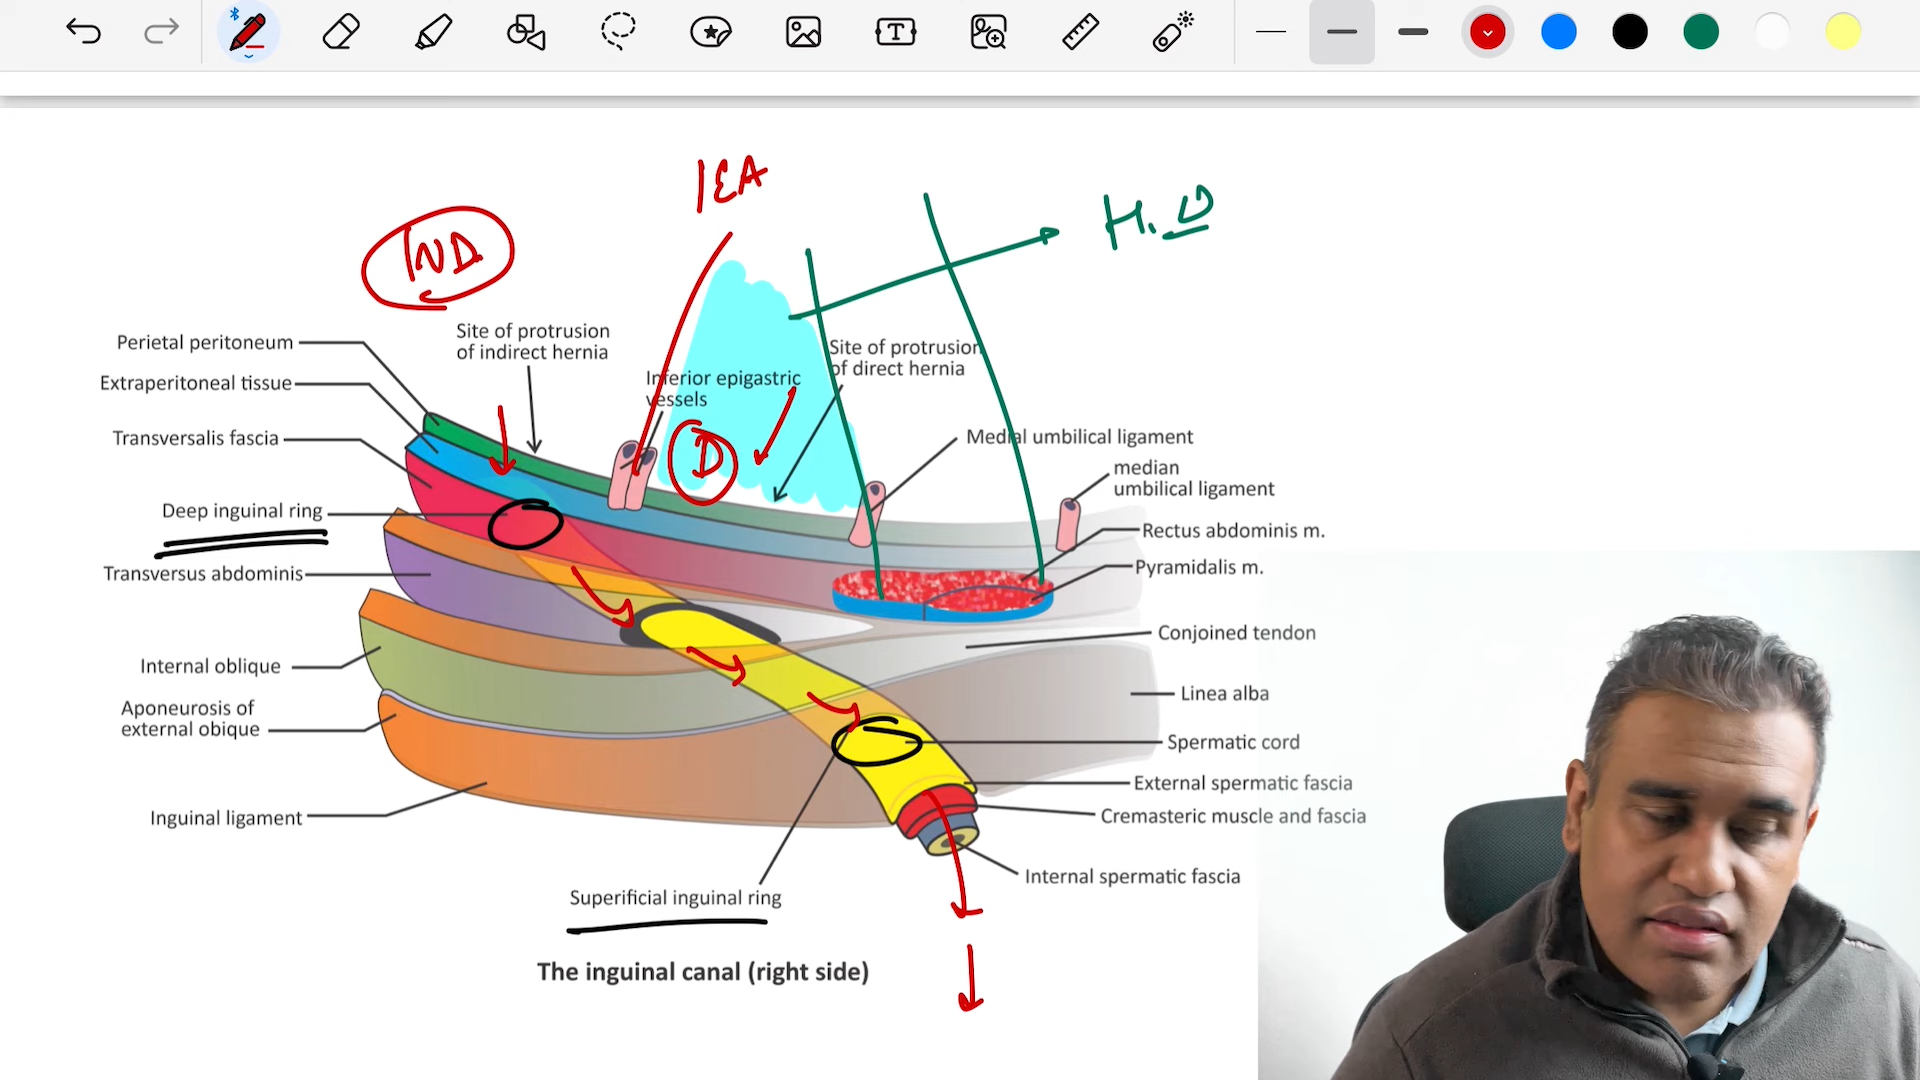 IEA
H.D
IND
Site of protrusion
of indirect hernia
Perietal peritoneum
Extraperitoneal tissue
Transversalis fascia
Deep inguinal ring
Transversus abdominis
Internal oblique
Aponeurosis of
external obique
Inguinal ligament
Inferior epigastric
vessels
D
Site of protrusion
of direct hernia
Medial umbilical ligament
median
umbilical ligament
Rectus abdominis m.
Pyramidalis m.
Conjoined tendon
Linea alba
Spermatic cord
External spermatic fascia
Cremasteric muscle and fascia
Internal spermatic fascia
Superificial inguinal ring
The inguinal canal (right side)